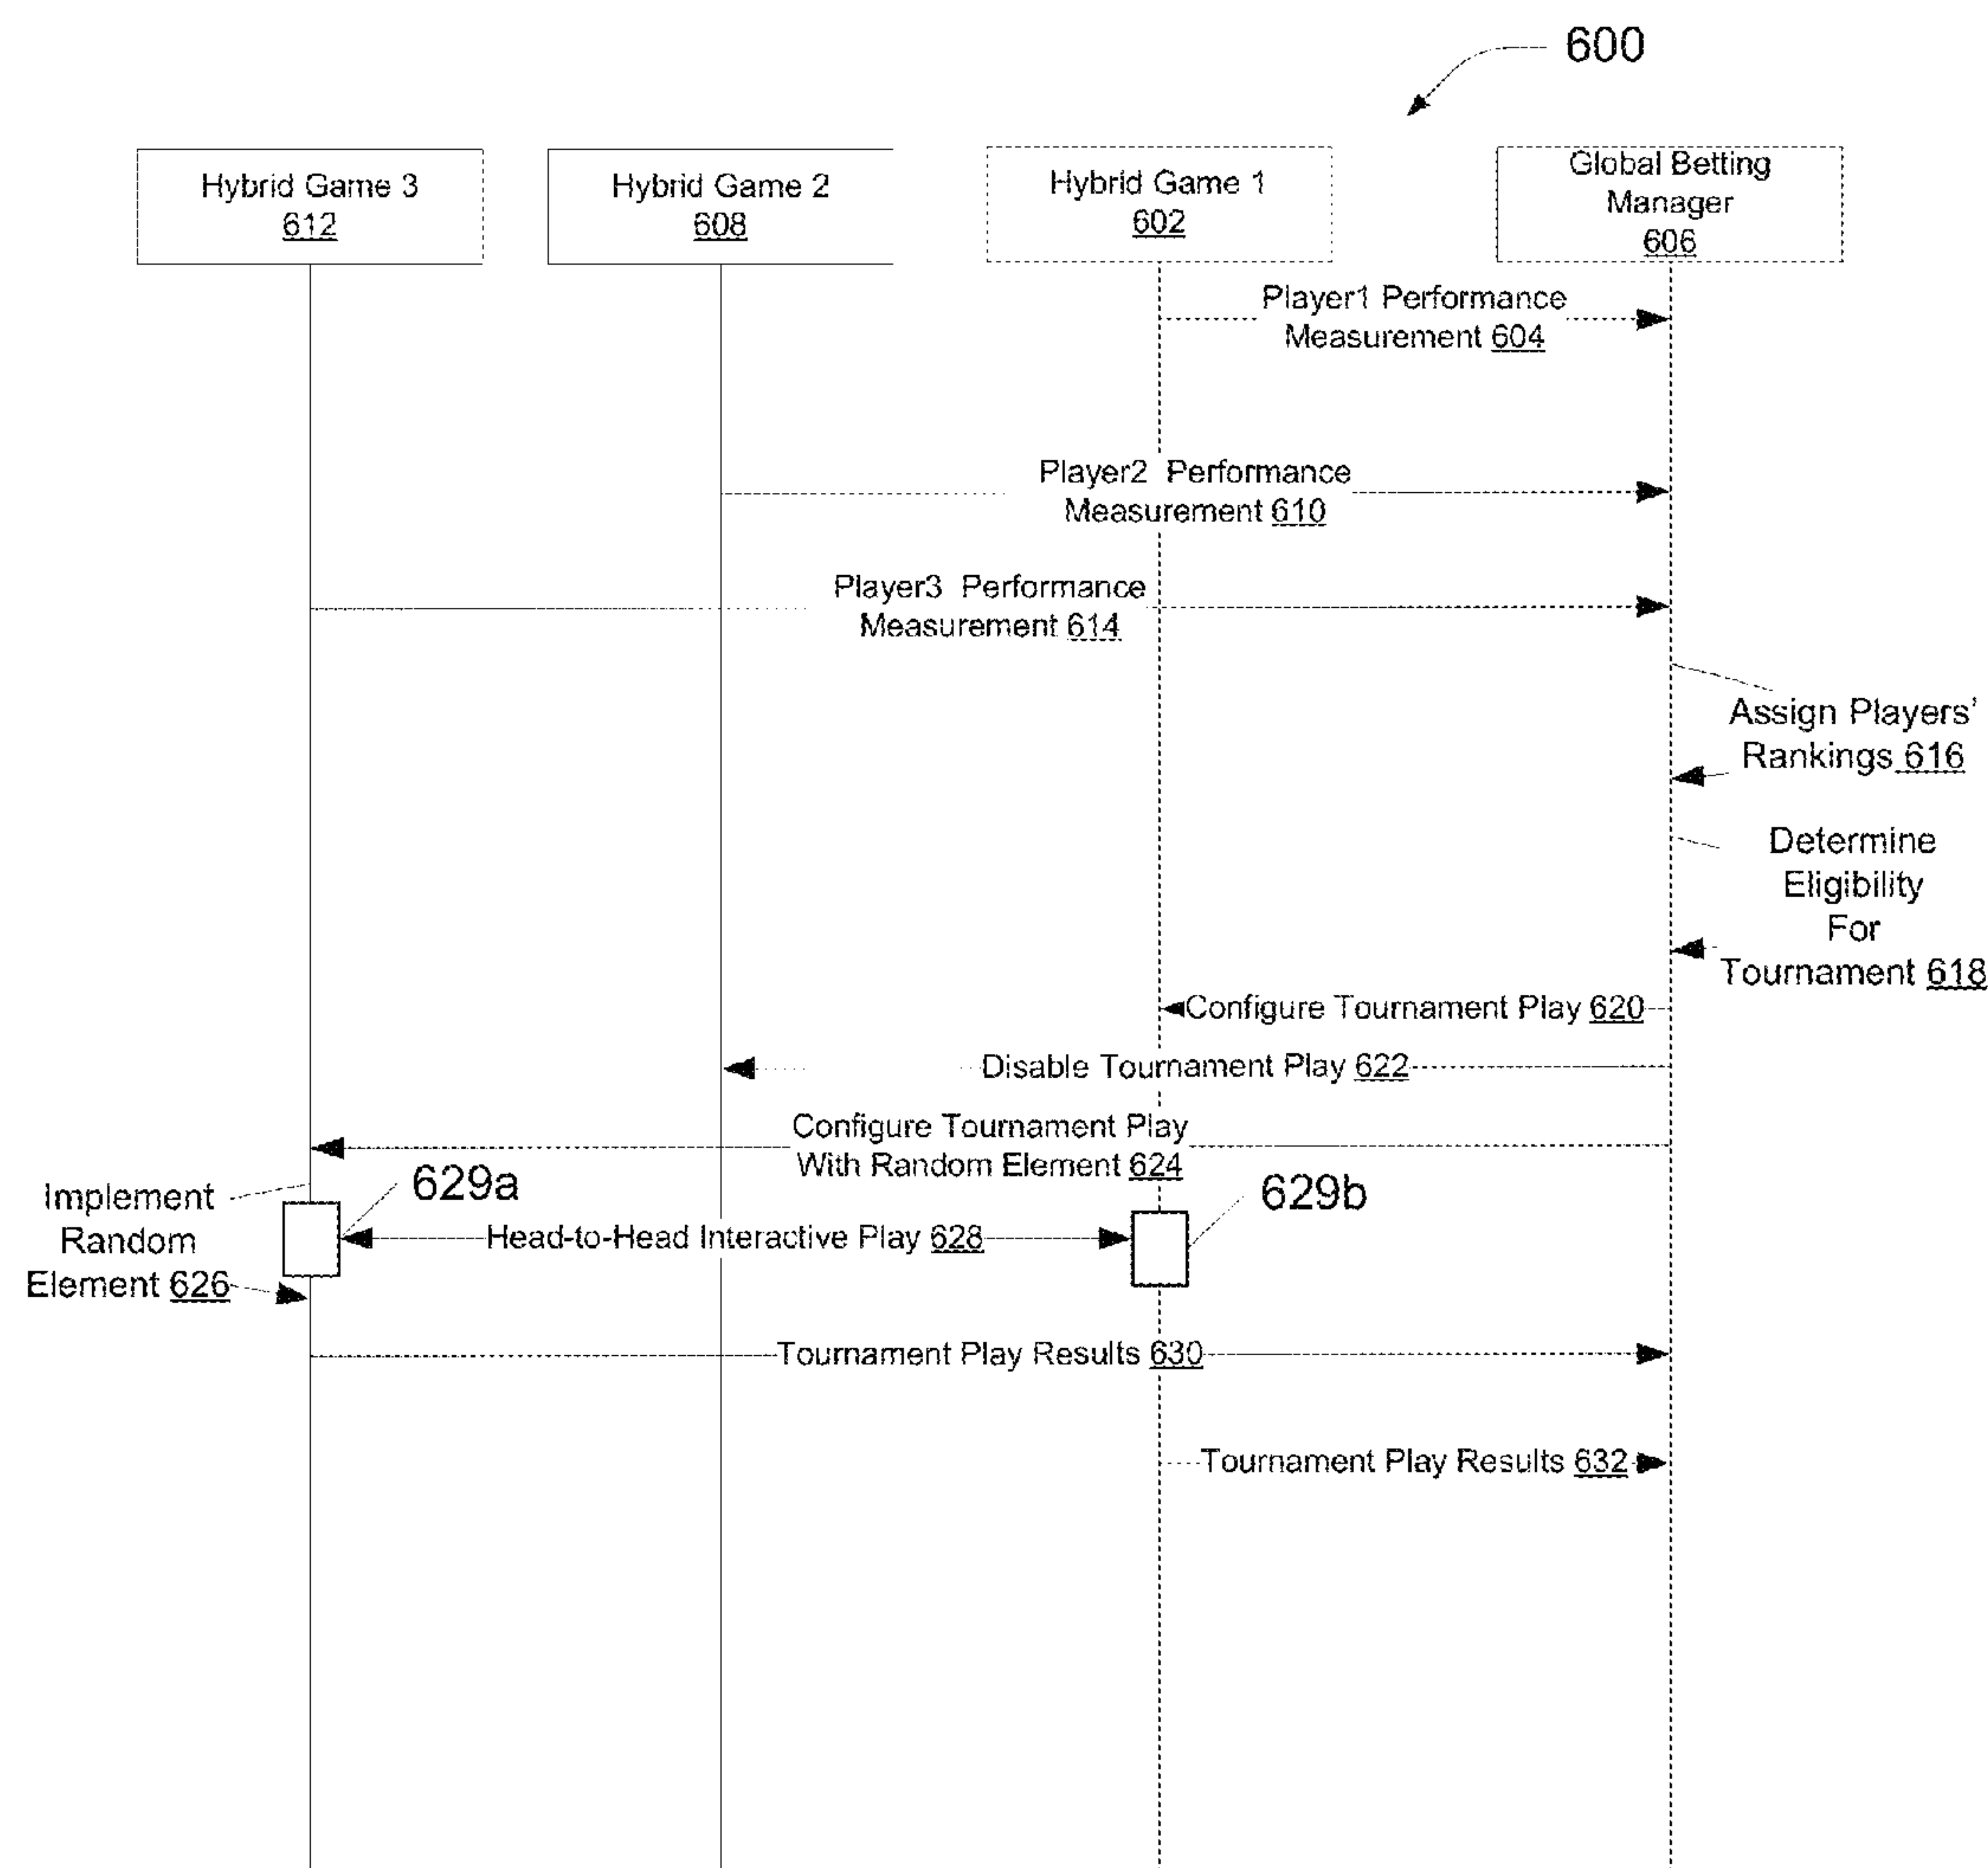 600
Hybrid Game 3
612
Hybrid Game 2
608
Hybrid Game 1
602
Global Betting
Manager
606
Player1 Performance
Measurement 604
Player2 Performance
Measurement 610
Player3 Performance
Measurement 614
Assign Players'
Rankings 616
Determine
Eligibility
For
Tournament 618
Configure Tournament Play 620
Disable Tournament Play 622
Configure Tournament Play
With Random Element 624
629a
629b
Implement
Random
Element 626
Head-to-Head Interactive Play 628
Tournament Play Results 630
Tournament Play Results 632